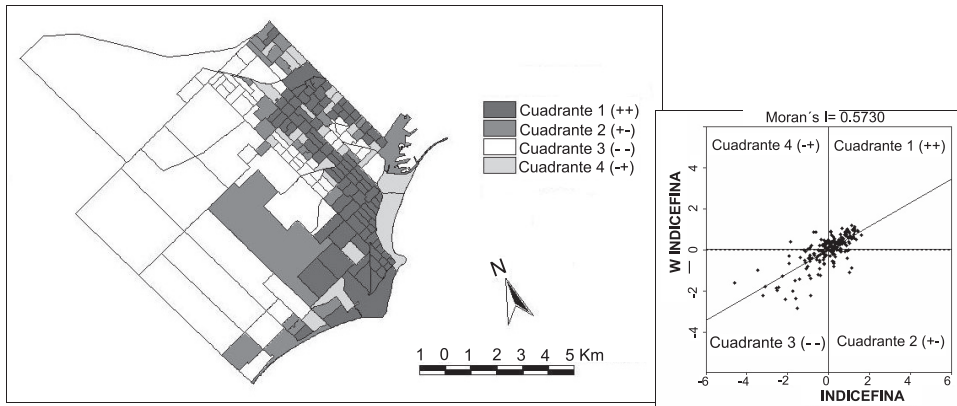 Cuadrante 1 (++)
Cuadrante 2 (+-)
Cuadrante 3 (- -)
Cuadrante 4 (-+)
N
1 0 1 2 3 4 5 Km
Moran´s I= 0.5730
Cuadrante 4 (-+)
Cuadrante 1 (++)
W INDICEFINA
4
2
0
-2
-4
Cuadrante 3 (- -)
Cuadrante 2 (+-)
-6 -4 -2 0 2 4 6
INDICEFINA